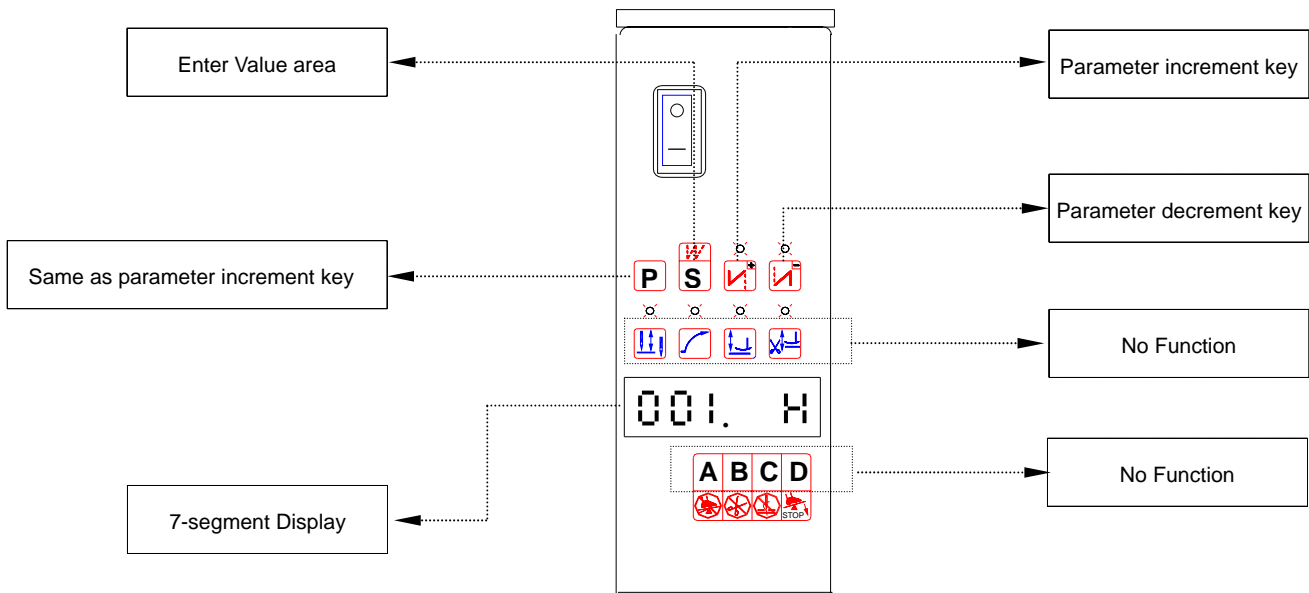 Enter Value area
Parameter increment key
Parameter decrement key
Same as parameter increment key
W
P S + -
No Function
001. H
A B C D
No Function
7-segment Display
STOP